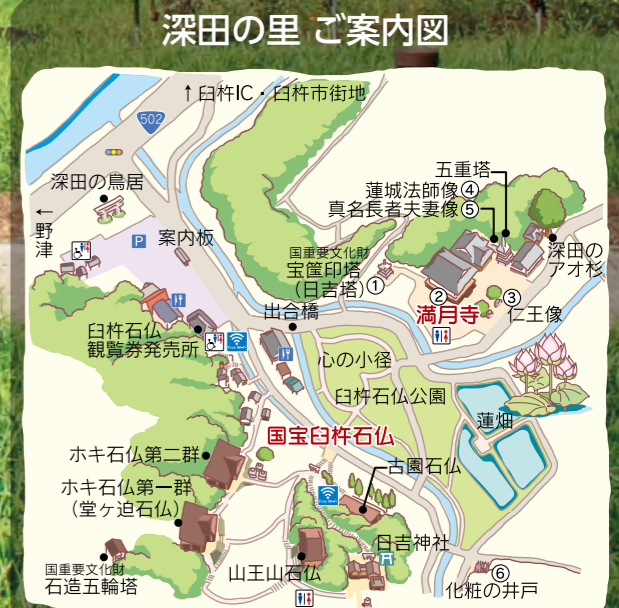 深田の里 ご案内図
↑臼杵IC・臼杵市街地
502
五重塔
蓮城法師像④
真名長者夫妻像⑤
深田の鳥居
←野津
P
案内板
国重要文化財
宝篋印塔
（日吉塔）①
深田の
アオ杉
②
満月寺
③
仁王像
出合橋
臼杵石仏
観覧券発売所
心の小径
臼杵石仏公園
蓮畑
国宝臼杵石仏
ホキ石仏第二群
古園石仏
ホキ石仏第一群
（堂ヶ迫石仏）
日吉神社
国重要文化財
石造五輪塔
山王山石仏
⑥
化粧の井戸